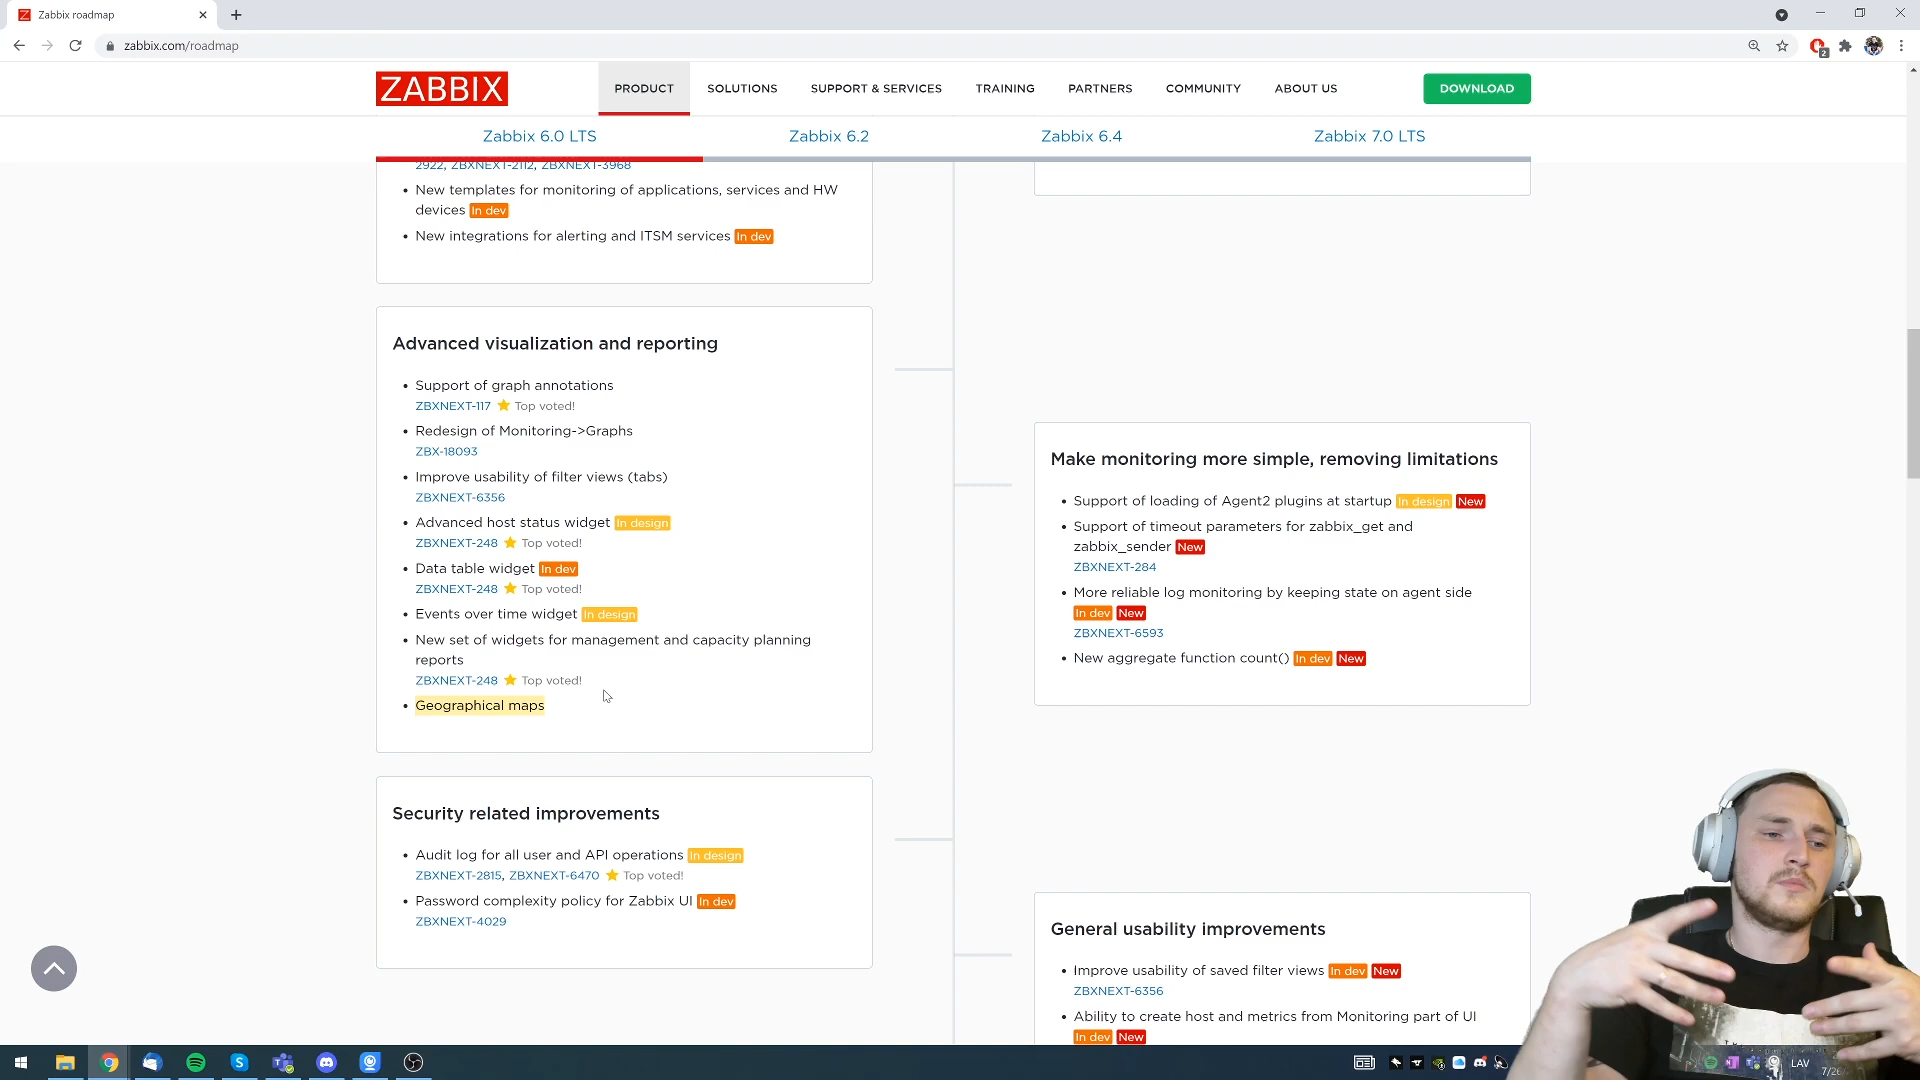 Zabbix roadmap
zabbix.com/roadmap
2
ZABBIX
PRODUCT
SOLUTIONS
SUPPORT & SERVICES
TRAINING
PARTNERS
COMMUNITY
ABOUT US
DOWNLOAD
Zabbix 6.0 LTS
Zabbix 6.2
Zabbix 6.4
Zabbix 7.0 LTS
2922, ZBXNEXT-2112, ZBXNEXT-3968
New templates for monitoring of applications, services and HW
devices In dev
New integrations for alerting and ITSM services In dev
Advanced visualization and reporting
Support of graph annotations
ZBXNEXT-117 Top voted!
Redesign of Monitoring->Graphs
ZBX-18093
Improve usability of filter views (tabs)
ZBXNEXT-6356
Advanced host status widget In design
ZBXNEXT-248 Top voted!
Data table widget In dev
ZBXNEXT-248 Top voted!
Events over time widget In design
New set of widgets for management and capacity planning
reports
ZBXNEXT-248 Top voted!
Geographical maps
Make monitoring more simple, removing limitations
Support of loading of Agent2 plugins at startup In design New
Support of timeout parameters for zabbix_get and
zabbix_sender New
ZBXNEXT-284
More reliable log monitoring by keeping state on agent side
In dev New
ZBXNEXT-6593
New aggregate function count() In dev New
Security related improvements
Audit log for all user and API operations In design
ZBXNEXT-2815, ZBXNEXT-6470 Top voted!
Password complexity policy for Zabbix UI In dev
ZBXNEXT-4029
General usability improvements
Improve usability of saved filter views In dev New
ZBXNEXT-6356
Ability to create host and metrics from Monitoring part of UI
In dev New
LAV